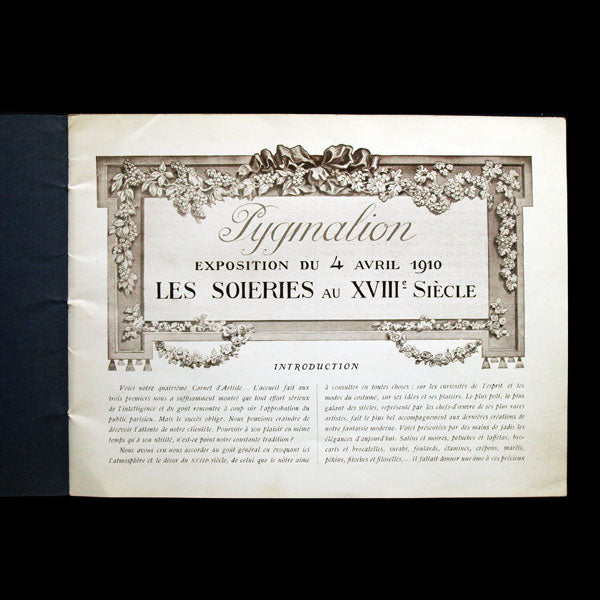 Pygmalion
EXPOSITION DU 4 AVRIL 1910
LES SOIERIES AU XVIIIe SIÈCLE
INTRODUCTION
Voici notre quatrième Carnet d'Artiste... L'accueil fait aux
trois premiers nous a suffisamment montré que tout effort sérieux
de l'intelligence et du goût rencontre à coup sûr l'approbation du
public parisien. Mais le succès oblige. Nous pouvions craindre de
décevoir l'attente de notre clientèle. Pourvoir à son plaisir en même
temps qu'à son utilité, n'est-ce point notre constante tradition ?
Nous avons cru nous accorder au goût général en évoquant ici
l'atmosphère et le décor du XVIIIe siècle, de celui que le nôtre aime
à consulter en toutes choses : sur les curiosités de l'esprit et les
modes du costume, sur ses idées et ses plaisirs. Le plus poli, le plus
galant des siècles, représenté par les chefs-d'œuvre de ses plus rares
artistes, fait le plus bel accompagnement aux dernières créations de
notre fantaisie moderne. Voici présentées par des mains de jadis les
élégances d'aujourd'hui. Satins et moires, peluches et taffetas, bro-
carts et brocatelles, surahs, foulards, étamines, crépons, marlis,
pékins, filoches et filoselles,... il fallait donner une âme à ces précieux